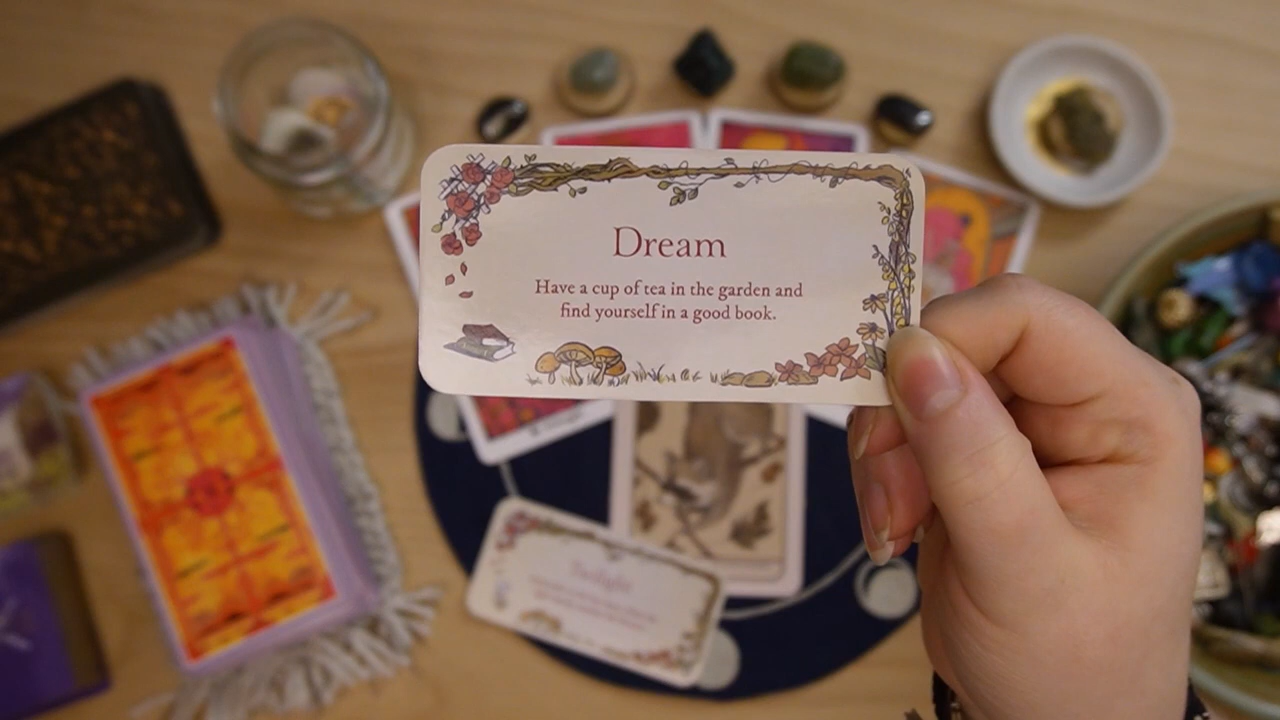 Dream
Have a cup of tea in the garden and
find yourself in a good book.